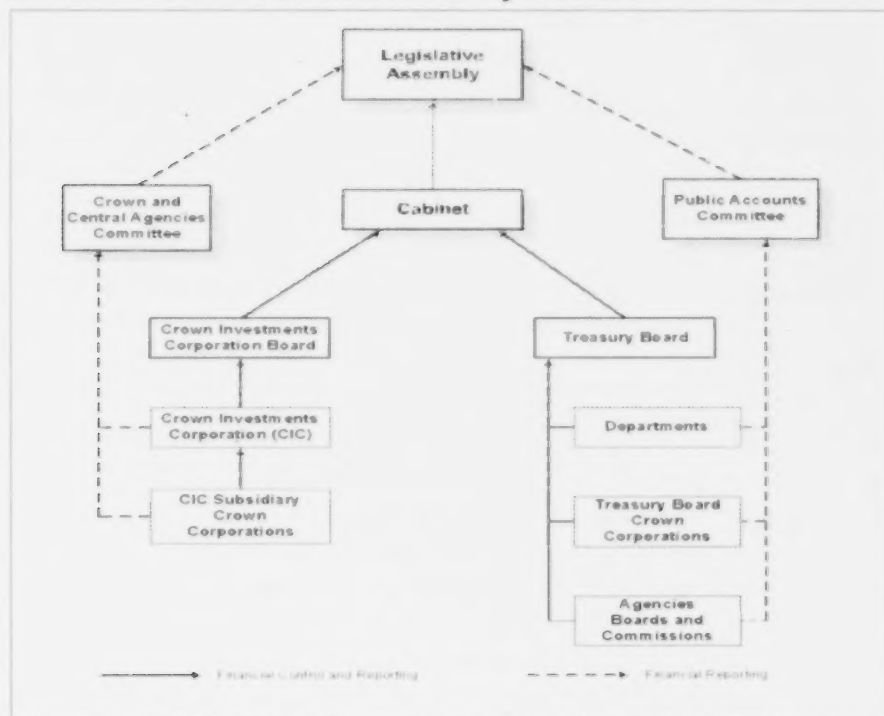 Legislative
Assembly
Crown and
Central Agencies
Committee
Cabinet
Public Accounts
Committee
Crown Investments
Corporation Board
Treasury Board
Crown Investments
Corporation (CIC)
Departments
CIC Subsidiary
Crown
Corporations
Treasury Board
Crown
Corporations
Agencies
Boards and
Commissions
Financial Control and Reporting
Financial Reporting